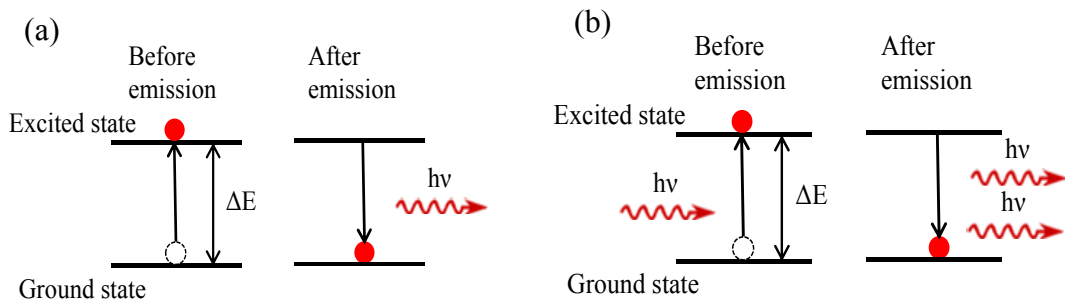 (a)
Before
emission
After
emission
Excited state
ΔE
hν
Ground state
(b)
Before
emission
After
emission
Excited state
hν
ΔE
hν
hν
Ground state